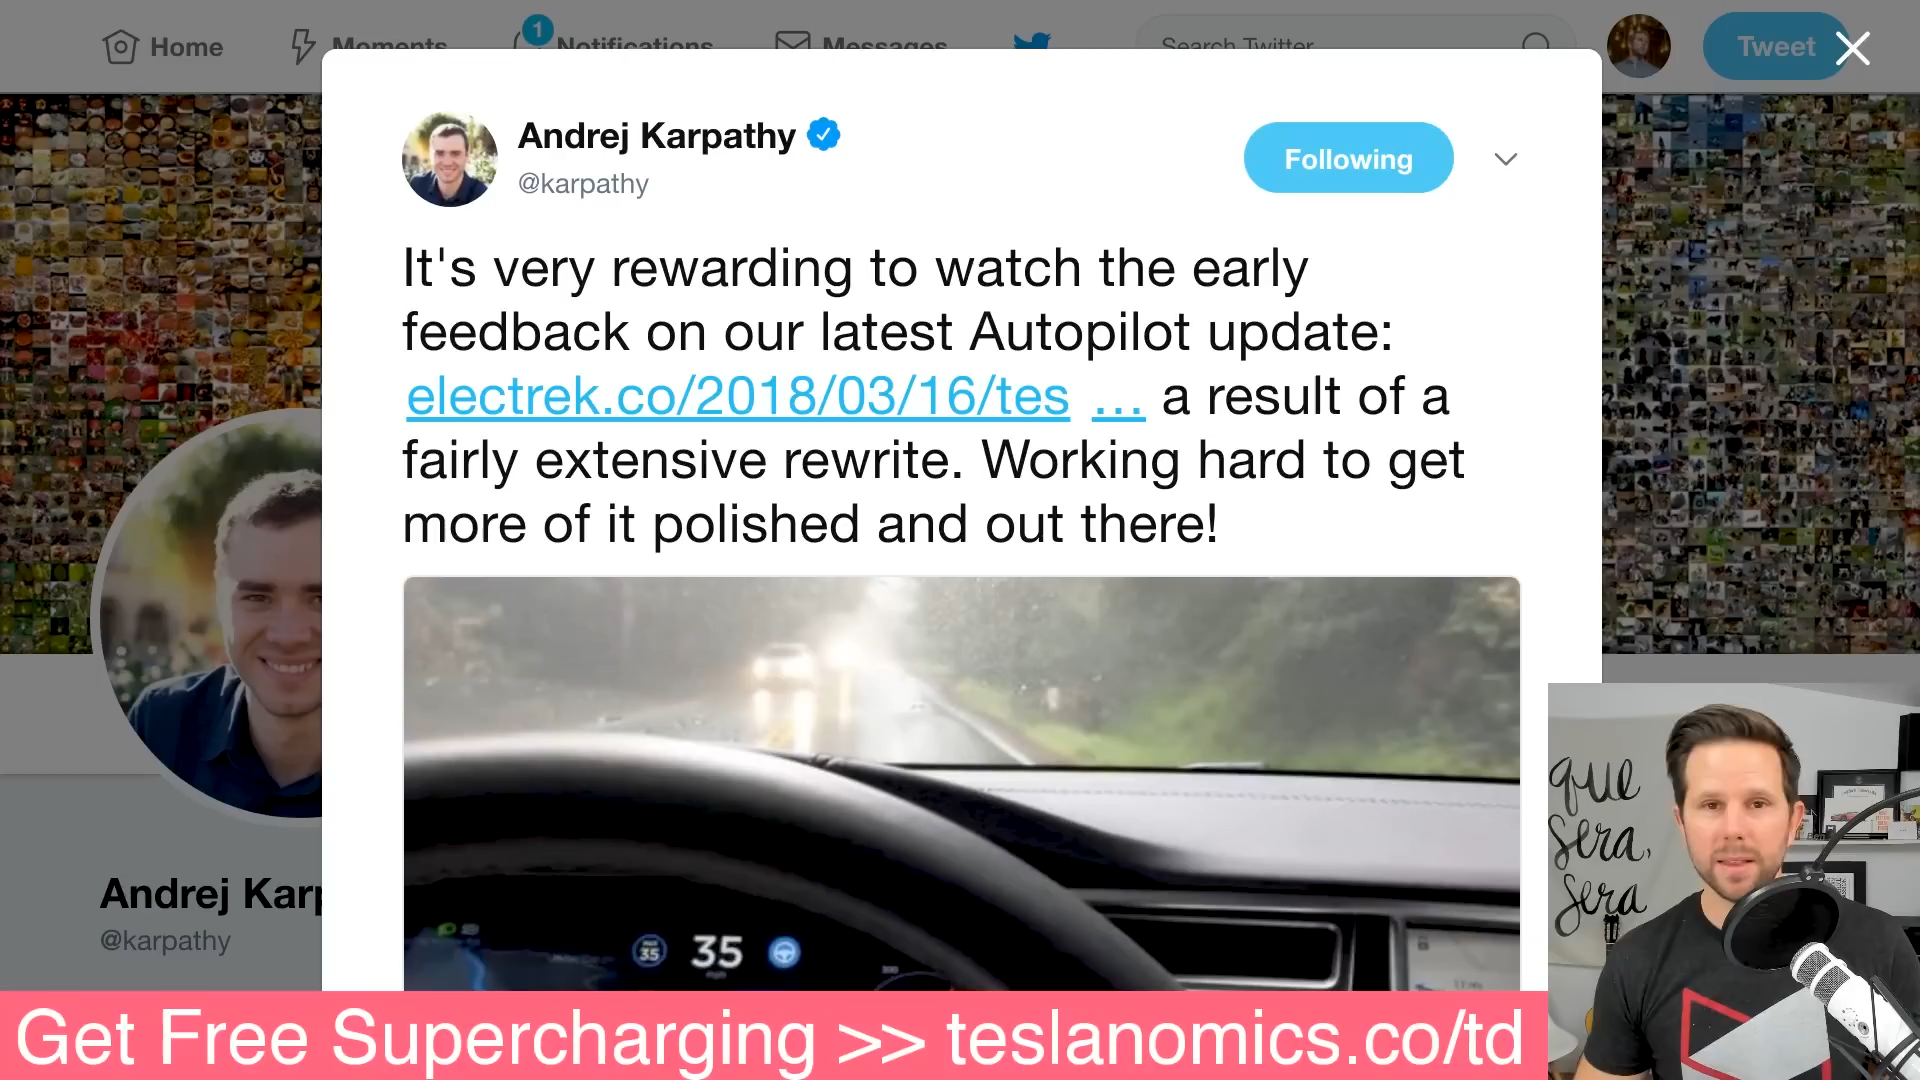 Home
Moments
1
Notifications
Messages
Search Twitter
Tweet
Andrej Karpathy
@karpathy
Following
It's very rewarding to watch the early
feedback on our latest Autopilot update:
electrek.co/2018/03/16/tes … a result of a
fairly extensive rewrite. Working hard to get
more of it polished and out there!
35
35
que
sera,
sera
Andrej Karp
@karpathy
Get Free Supercharging >> teslanomics.co/td